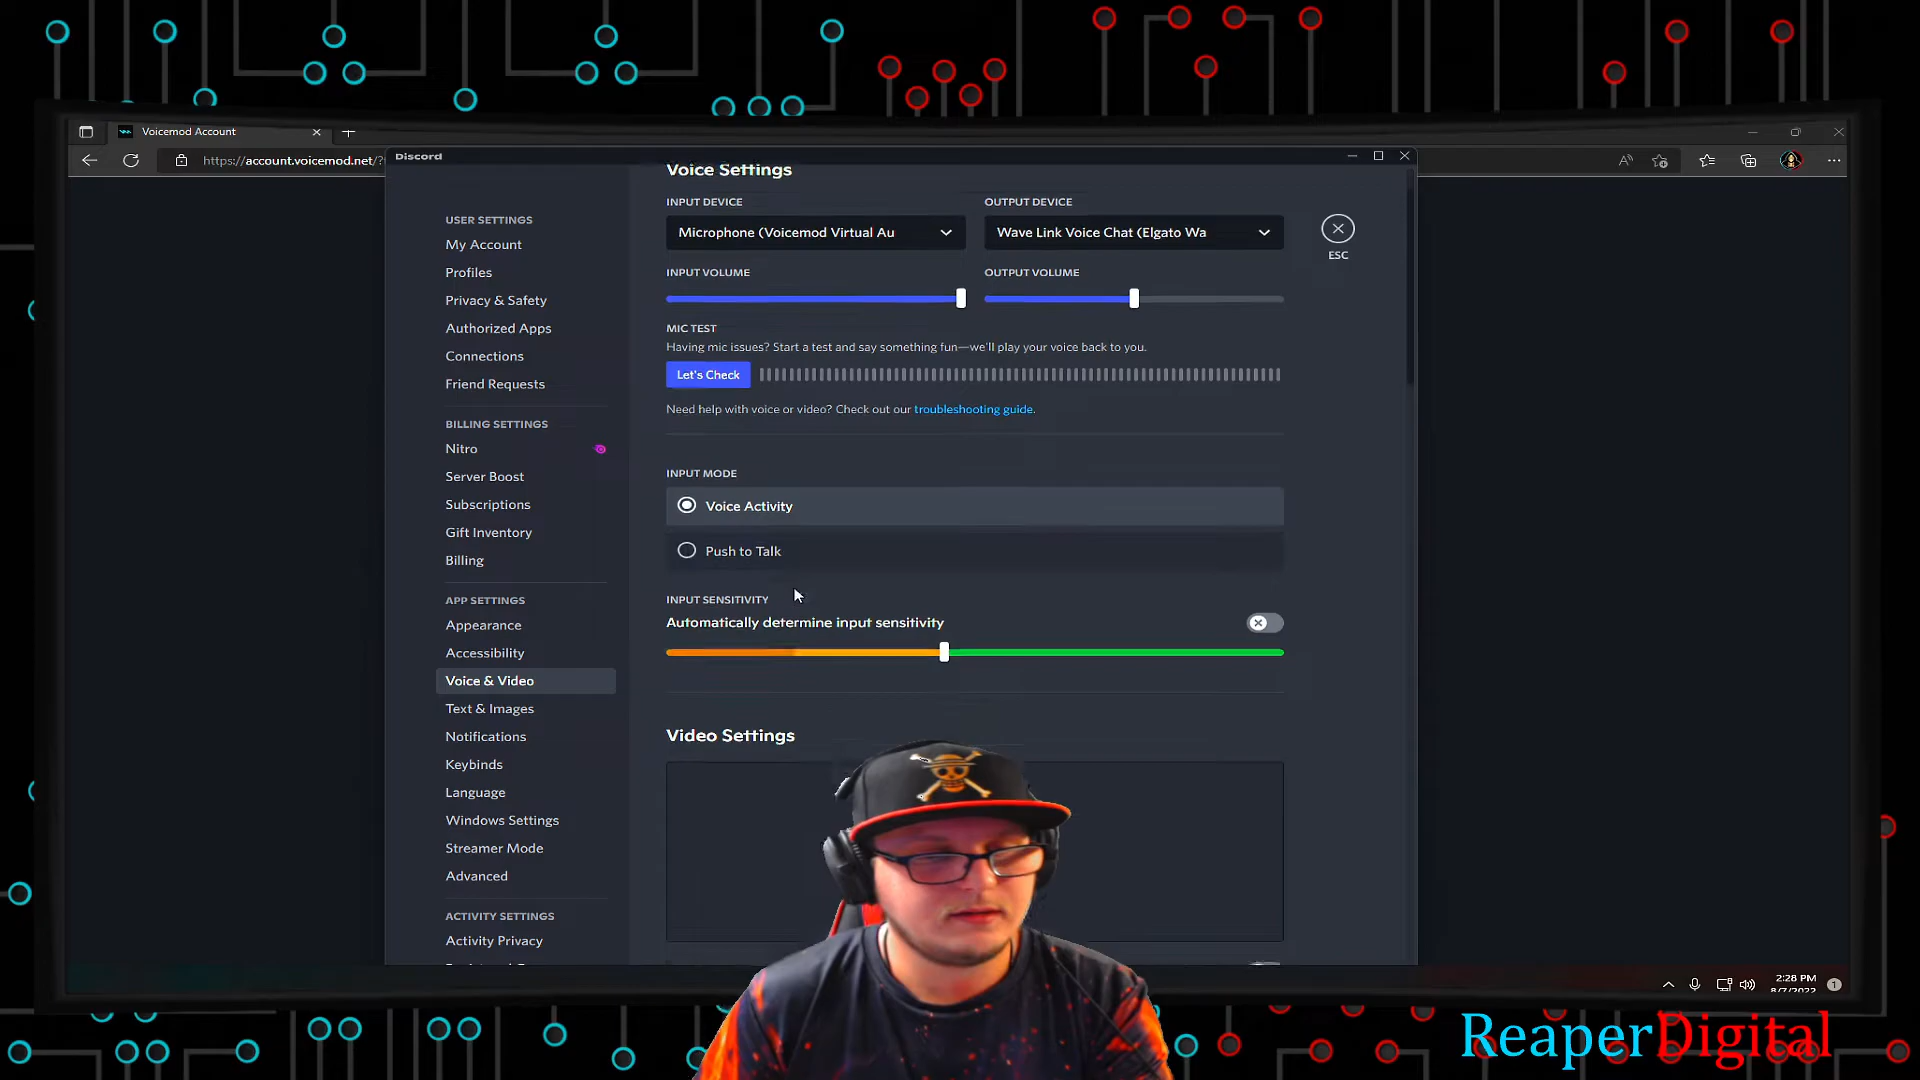 Voicemod Account
https://account.voicemod.net/?
Discord
Voice Settings
INPUT DEVICE
OUTPUT DEVICE
Microphone (Voicemod Virtual Au
Wave Link Voice Chat (Elgato Wa
ESC
INPUT VOLUME
OUTPUT VOLUME
MIC TEST
Having mic issues? Start a test and say something fun—we'll play your voice back to you.
Let's Check
Need help with voice or video? Check out our troubleshooting guide.
INPUT MODE
Voice Activity
Push to Talk
INPUT SENSITIVITY
Automatically determine input sensitivity
Video Settings
USER SETTINGS
My Account
Profiles
Privacy & Safety
Authorized Apps
Connections
Friend Requests
BILLING SETTINGS
Nitro
Server Boost
Subscriptions
Gift Inventory
Billing
APP SETTINGS
Appearance
Accessibility
Voice & Video
Text & Images
Notifications
Keybinds
Language
Windows Settings
Streamer Mode
Advanced
ACTIVITY SETTINGS
Activity Privacy
2:28 PM
8/7/2022
1
ReaperDigital